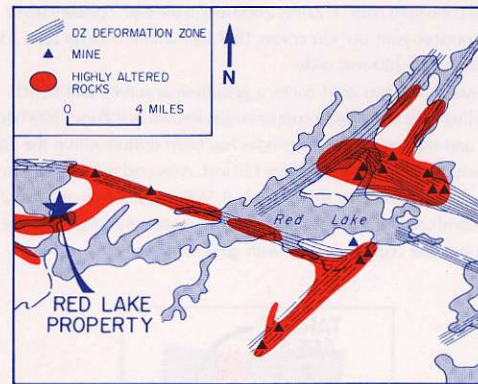 DZ DEFORMATION ZONE
MINE
HIGHLY ALTERED
ROCKS
0 4 MILES
N
Red Lake
RED LAKE
PROPERTY